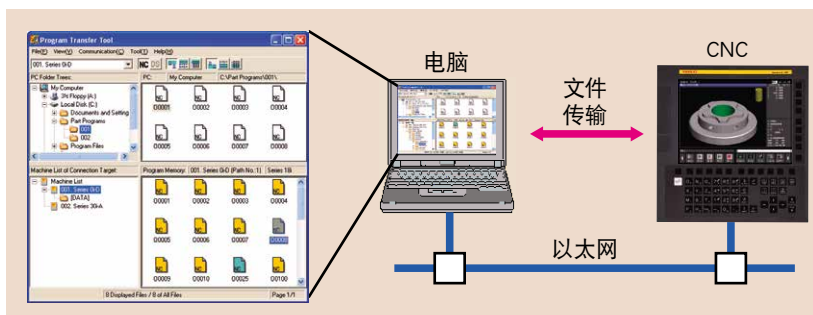 Program Transfer Tool
File(F) View(V) Communication(C) Tool(T) Help(H)
001. Series 0i-D
NC
PC Folder Trees:
PC: My Computer C:\Part Programs\001\
My Computer
3½ Floppy (A:)
Local Disk (C:)
Documents and Setting
Part Programs
001
002
Program Files
O0001 O0002 O0003 O0004
O0005 O0006 O0007 O0008
Machine List of Connection Target:
Program Memory: 001. Series 0i-D (Path No.:1) Series 18i
Machine List
001. Series 0i-D
[DATA]
002. Series 30i-A
O0001 O0002 O0003 O0004
O0005 O0006 O0007 O0008
O0009 O0010 O0025 O0100
8 Displayed Files / 8 of All Files
Page 1/1
电脑
文件
传输
CNC
以太网